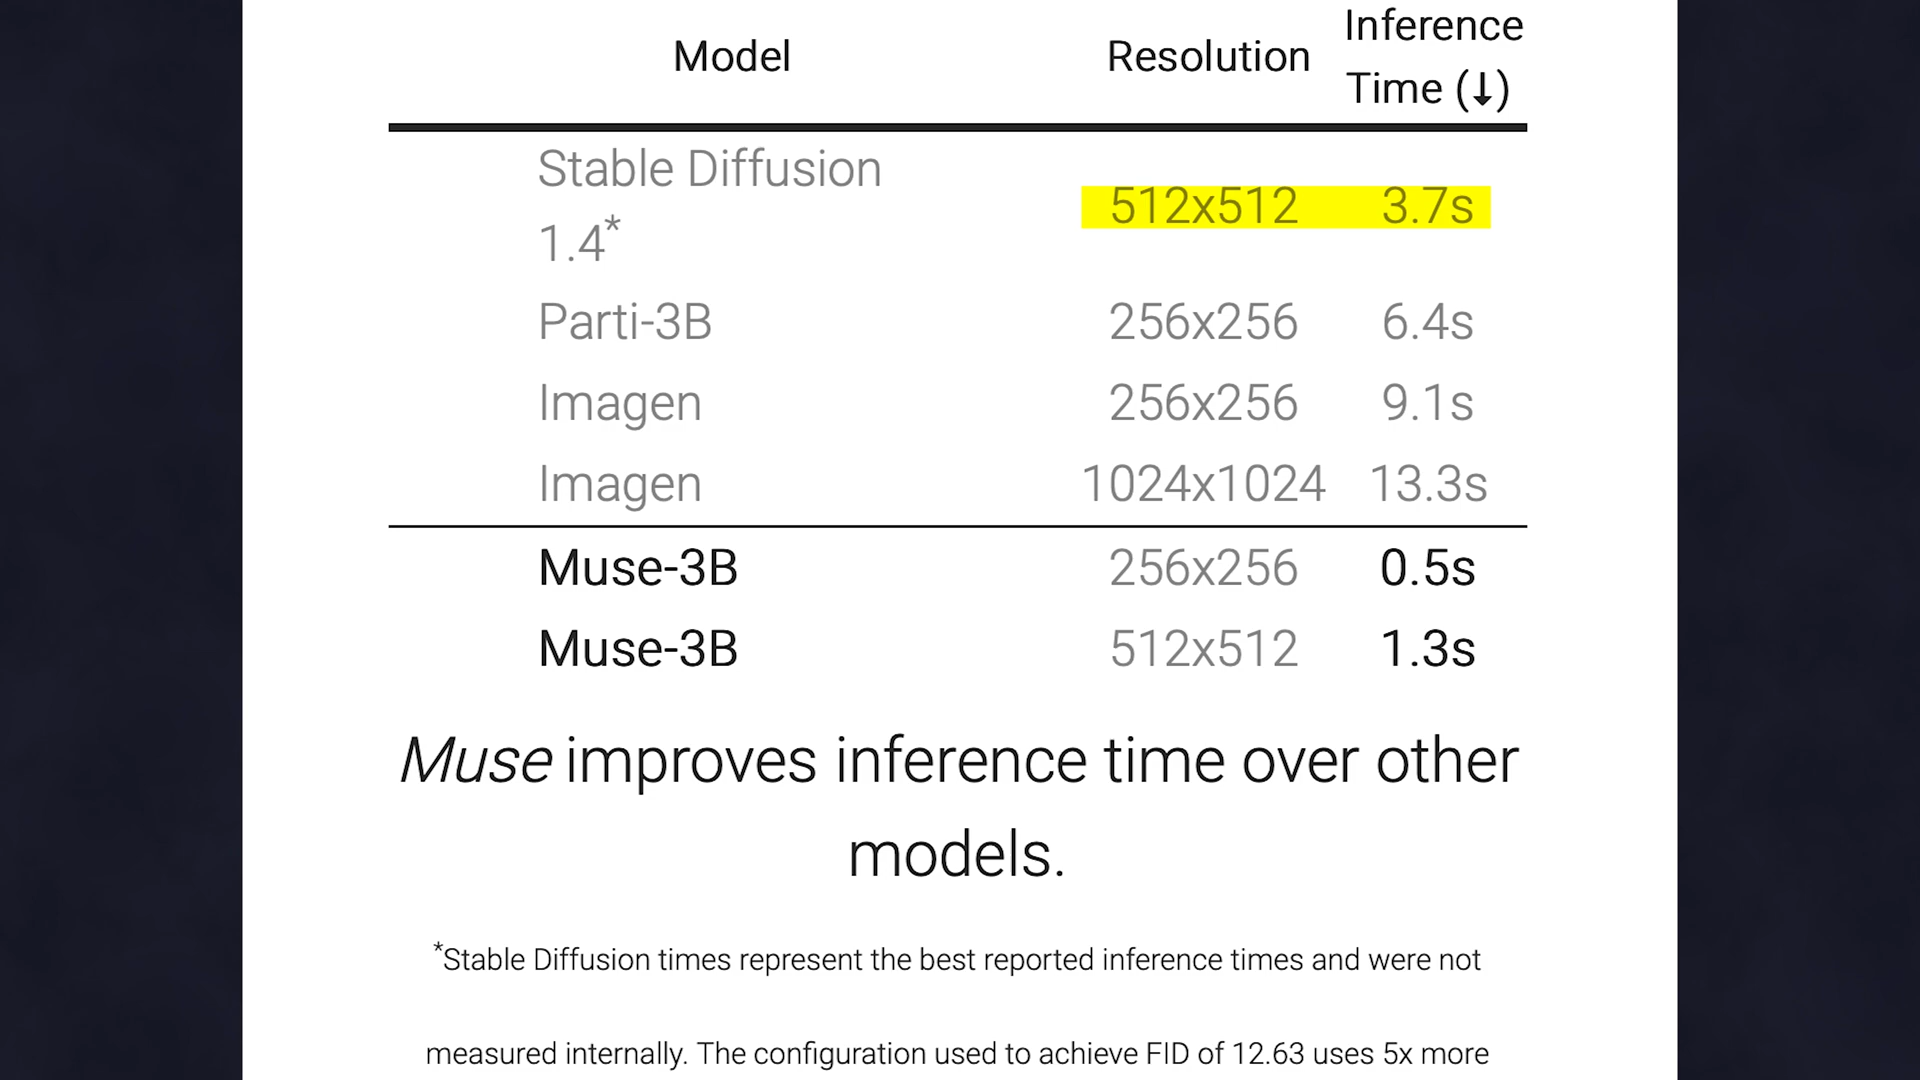 Model Resolution Inference Time (↓)
Stable Diffusion 1.4* 512x512 3.7s
Parti-3B 256x256 6.4s
Imagen 256x256 9.1s
Imagen 1024x1024 13.3s
Muse-3B 256x256 0.5s
Muse-3B 512x512 1.3s
Muse improves inference time over other
models.
*Stable Diffusion times represent the best reported inference times and were not
measured internally. The configuration used to achieve FID of 12.63 uses 5x more